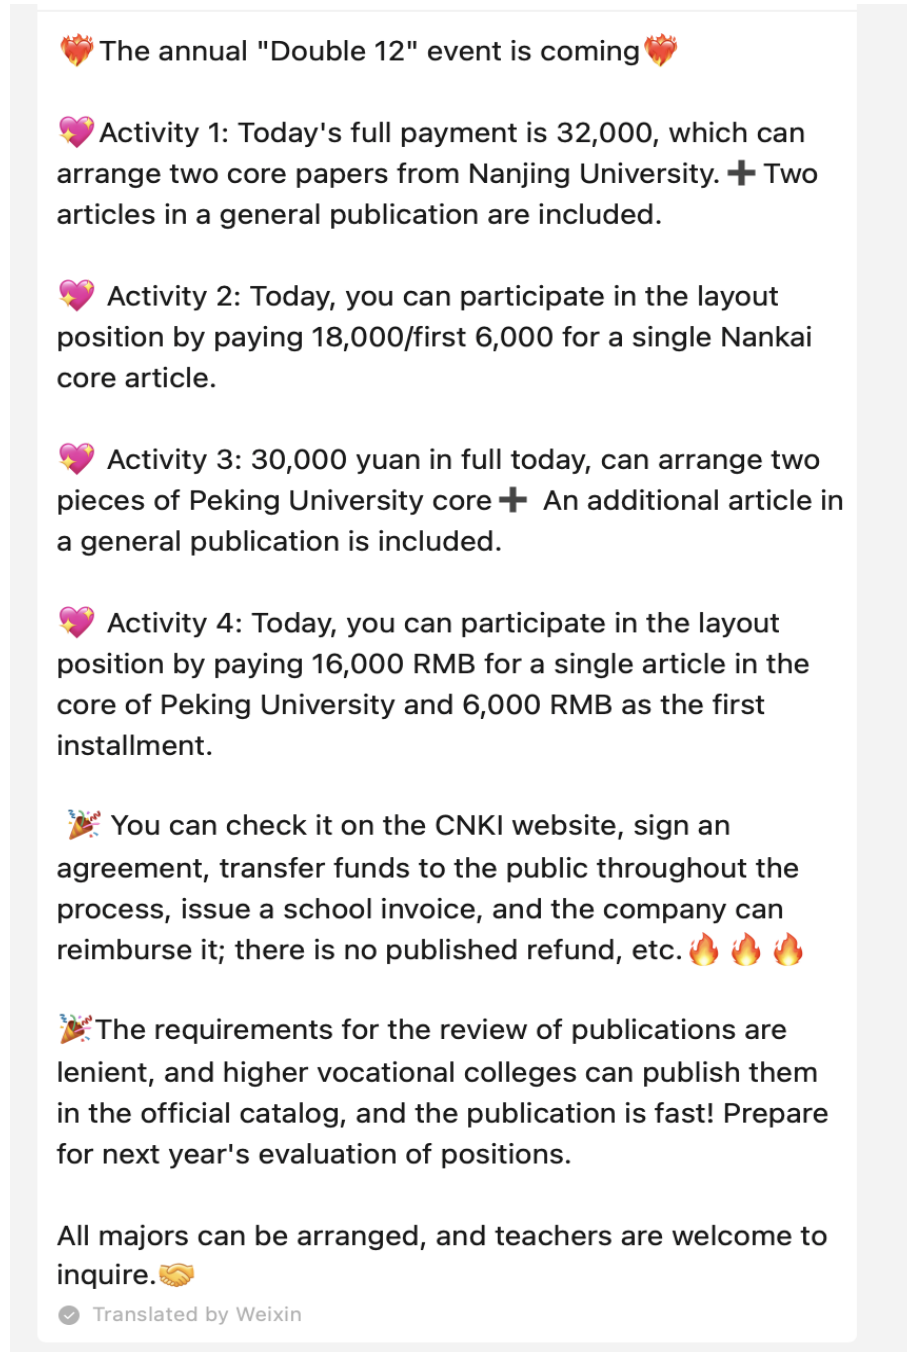 ❤️‍🔥The annual "Double 12" event is coming❤️‍🔥
💖Activity 1: Today's full payment is 32,000, which can
arrange two core papers from Nanjing University.➕Two
articles in a general publication are included.
💖 Activity 2: Today, you can participate in the layout
position by paying 18,000/first 6,000 for a single Nankai
core article.
💖 Activity 3: 30,000 yuan in full today, can arrange two
pieces of Peking University core➕ An additional article in
a general publication is included.
💖 Activity 4: Today, you can participate in the layout
position by paying 16,000 RMB for a single article in the
core of Peking University and 6,000 RMB as the first
installment.
🎉 You can check it on the CNKI website, sign an
agreement, transfer funds to the public throughout the
process, issue a school invoice, and the company can
reimburse it; there is no published refund, etc.🔥🔥🔥
🎉The requirements for the review of publications are
lenient, and higher vocational colleges can publish them
in the official catalog, and the publication is fast! Prepare
for next year's evaluation of positions.
All majors can be arranged, and teachers are welcome to
inquire.🤝
Translated by Weixin